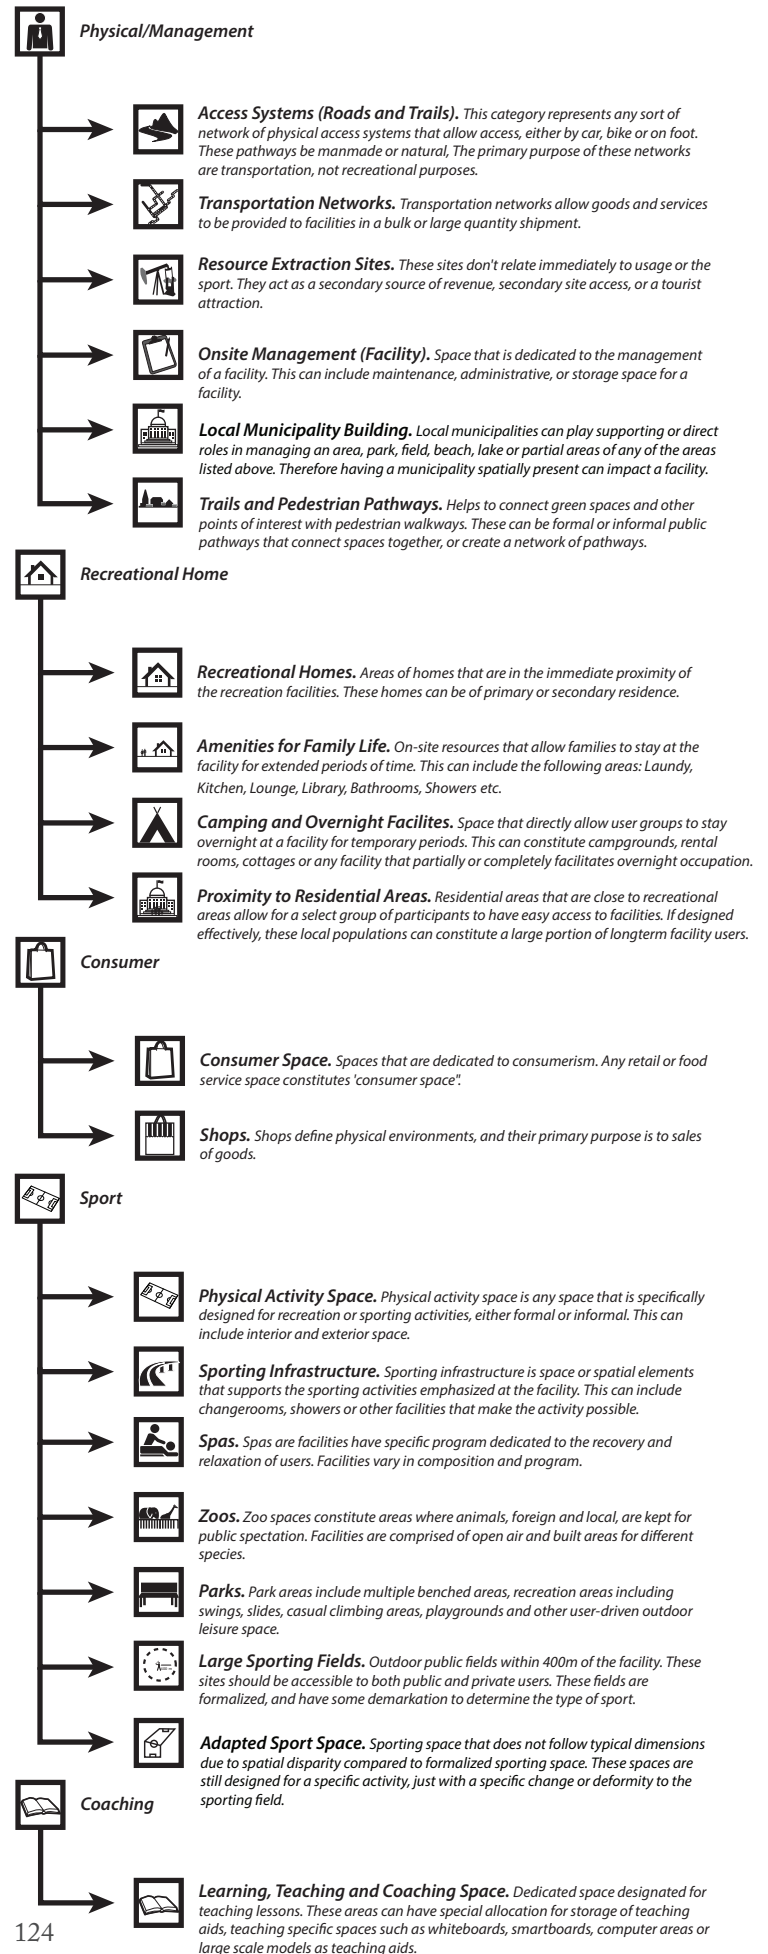 Physical/Management
Access Systems (Roads and Trails). This category represents any sort of
network of physical access systems that allow access, either by car, bike or on foot.
These pathways be manmade or natural, The primary purpose of these networks
are transportation, not recreational purposes.
Transportation Networks. Transportation networks allow goods and services
to be provided to facilities in a bulk or large quantity shipment.
Resource Extraction Sites. These sites don't relate immediately to usage or the
sport. They act as a secondary source of revenue, secondary site access, or a tourist
attraction.
Onsite Management (Facility). Space that is dedicated to the management
of a facility. This can include maintenance, administrative, or storage space for a
facility.
Local Municipality Building. Local municipalities can play supporting or direct
roles in managing an area, park, field, beach, lake or partial areas of any of the areas
listed above. Therefore having a municipality spatially present can impact a facility.
Trails and Pedestrian Pathways. Helps to connect green spaces and other
points of interest with pedestrian walkways. These can be formal or informal public
pathways that connect spaces together, or create a network of pathways.
Recreational Home
Recreational Homes. Areas of homes that are in the immediate proximity of
the recreation facilities. These homes can be of primary or secondary residence.
Amenities for Family Life. On-site resources that allow families to stay at the
facility for extended periods of time. This can include the following areas: Laundy,
Kitchen, Lounge, Library, Bathrooms, Showers etc.
Camping and Overnight Facilites. Space that directly allow user groups to stay
overnight at a facility for temporary periods. This can constitute campgrounds, rental
rooms, cottages or any facility that partially or completely facilitates overnight occupation.
Proximity to Residential Areas. Residential areas that are close to recreational
areas allow for a select group of participants to have easy access to facilities. If designed
effectively, these local populations can constitute a large portion of longterm facility users.
Consumer
Consumer Space. Spaces that are dedicated to consumerism. Any retail or food
service space constitutes 'consumer space".
Shops. Shops define physical environments, and their primary purpose is to sales
of goods.
Sport
Physical Activity Space. Physical activity space is any space that is specifically
designed for recreation or sporting activities, either formal or informal. This can
include interior and exterior space.
Sporting Infrastructure. Sporting infrastructure is space or spatial elements
that supports the sporting activities emphasized at the facility. This can include
changerooms, showers or other facilities that make the activity possible.
Spas. Spas are facilities have specific program dedicated to the recovery and
relaxation of users. Facilities vary in composition and program.
Zoos. Zoo spaces constitute areas where animals, foreign and local, are kept for
public spectation. Facilities are comprised of open air and built areas for different
species.
Parks. Park areas include multiple benched areas, recreation areas including
swings, slides, casual climbing areas, playgrounds and other user-driven outdoor
leisure space.
Large Sporting Fields. Outdoor public fields within 400m of the facility. These
sites should be accessible to both public and private users. These fields are
formalized, and have some demarkation to determine the type of sport.
Adapted Sport Space. Sporting space that does not follow typical dimensions
due to spatial disparity compared to formalized sporting space. These spaces are
still designed for a specific activity, just with a specific change or deformity to the
sporting field.
Coaching
Learning, Teaching and Coaching Space. Dedicated space designated for
teaching lessons. These areas can have special allocation for storage of teaching
aids, teaching specific spaces such as whiteboards, smartboards, computer areas or
large scale models as teaching aids.
124